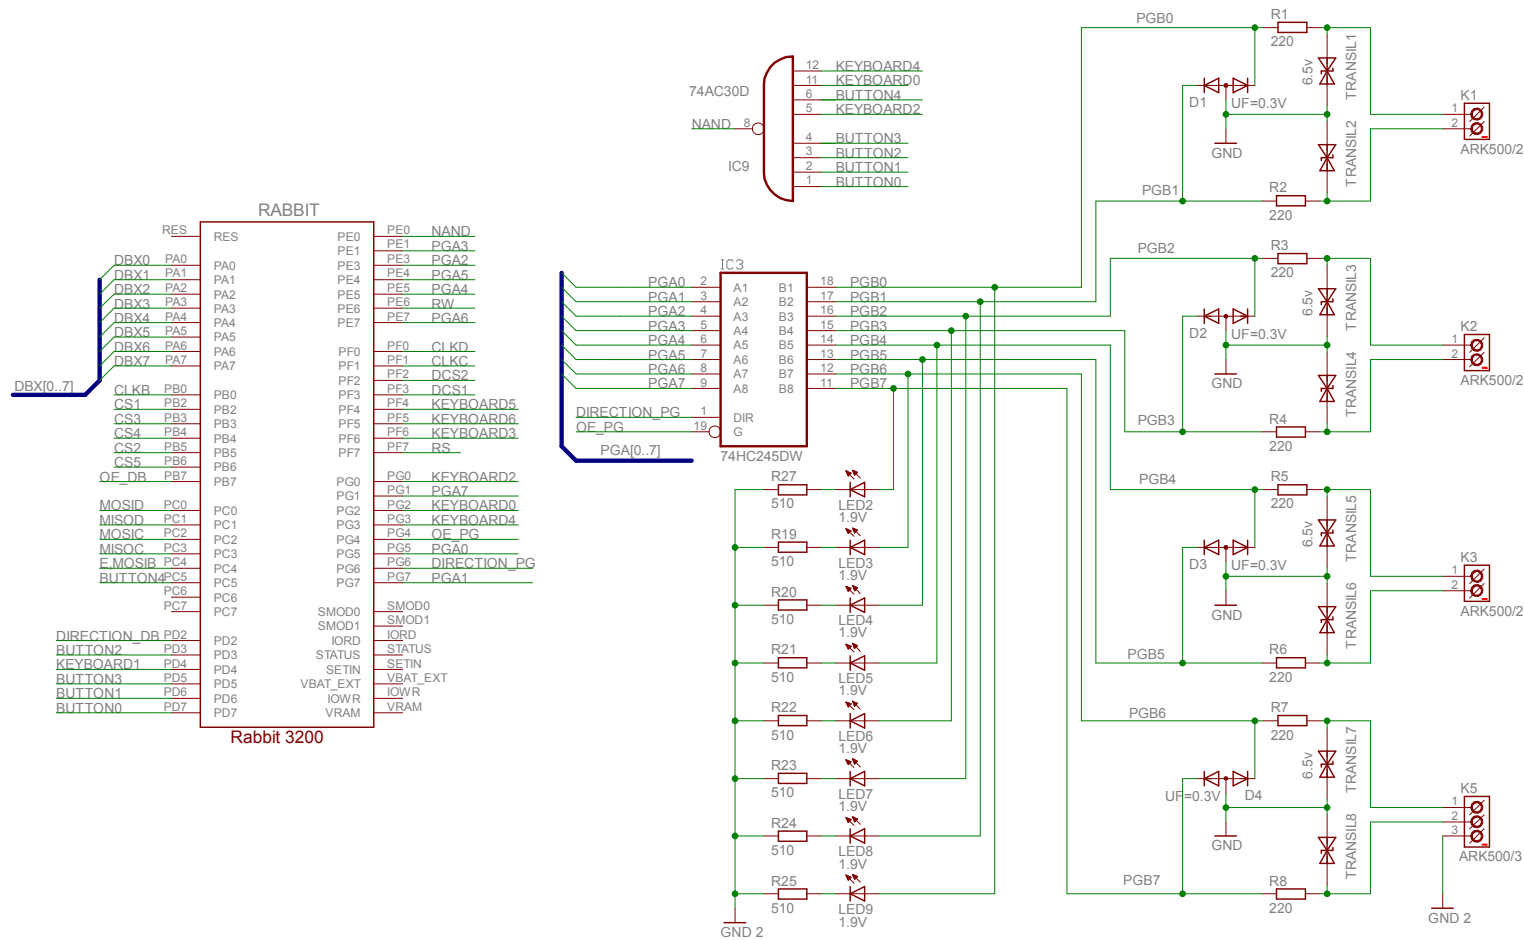 RABBIT
RES RES
DBX0 PA0 PA0
DBX1 PA1 PA1
DBX2 PA2 PA2
DBX3 PA3 PA3
DBX4 PA4 PA4
DBX5 PA5 PA5
DBX6 PA6 PA6
DBX7 PA7 PA7
DBX[0..7]
CLKB PB0 PB0
CS1 PB2 PB2
CS3 PB3 PB3
CS4 PB4 PB4
CS2 PB5 PB5
CS5 PB6 PB6
OE_DB PB7 PB7
MOSID PC0 PC0
MISOD PC1 PC1
MOSIC PC2 PC2
MISOC PC3 PC3
E.MOSIB PC4 PC4
BUTTON4 PC5 PC5
PC6 PC6
PC7 PC7
DIRECTION_DB PD2 PD2
BUTTON2 PD3 PD3
KEYBOARD1 PD4 PD4
BUTTON3 PD5 PD5
BUTTON1 PD6 PD6
BUTTON0 PD7 PD7
PE0 PE0 NAND
PE1 PE1 PGA3
PE3 PE3 PGA2
PE4 PE4 PGA5
PE5 PE5 PGA4
PE6 PE6 RW
PE7 PE7 PGA6
PF0 PF0 CLKD
PF1 PF1 CLKC
PF2 PF2 DCS2
PF3 PF3 DCS1
PF4 PF4 KEYBOARD5
PF5 PF5 KEYBOARD6
PF6 PF6 KEYBOARD3
PF7 PF7 RS
PG0 PG0 KEYBOARD2
PG1 PG1 PGA7
PG2 PG2 KEYBOARD0
PG3 PG3 KEYBOARD4
PG4 PG4 OE_PG
PG5 PG5 PGA0
PG6 PG6 DIRECTION_PG
PG7 PG7 PGA1
SMOD0 SMOD0
SMOD1 SMOD1
IORD IORD
STATUS STATUS
SETIN SETIN
VBAT_EXT VBAT_EXT
IOWR IOWR
VRAM VRAM
Rabbit 3200
74AC30D
NAND 8
IC9
12 KEYBOARD4
11 KEYBOARD0
6 BUTTON4
5 KEYBOARD2
4 BUTTON3
3 BUTTON2
2 BUTTON1
1 BUTTON0
IC3
PGA0 2 A1 B1 18 PGB0
PGA1 3 A2 B2 17 PGB1
PGA2 4 A3 B3 16 PGB2
PGA3 5 A4 B4 15 PGB3
PGA4 6 A5 B5 14 PGB4
PGA5 7 A6 B6 13 PGB5
PGA6 8 A7 B7 12 PGB6
PGA7 9 A8 B8 11 PGB7
DIRECTION_PG 1 DIR
OE_PG 19 G
PGA[0..7]
74HC245DW
R27 510 LED2 1.9V
R19 510 LED3 1.9V
R20 510 LED4 1.9V
R21 510 LED5 1.9V
R22 510 LED6 1.9V
R23 510 LED7 1.9V
R24 510 LED8 1.9V
R25 510 LED9 1.9V
GND 2
PGB0 R1 220
6.5v TRANSIL1
D1 UF=0.3V
GND
TRANSIL2
PGB1 R2 220
K1
1
2
ARK500/2
PGB2 R3 220
6.5v TRANSIL3
D2 UF=0.3V
GND
TRANSIL4
PGB3 R4 220
K2
1
2
ARK500/2
PGB4 R5 220
6.5v TRANSIL5
D3 UF=0.3V
GND
TRANSIL6
PGB5 R6 220
K3
1
2
ARK500/2
PGB6 R7 220
6.5v TRANSIL7
UF=0.3V D4
GND
TRANSIL8
PGB7 R8 220
K5
1
2
3
ARK500/3
GND 2